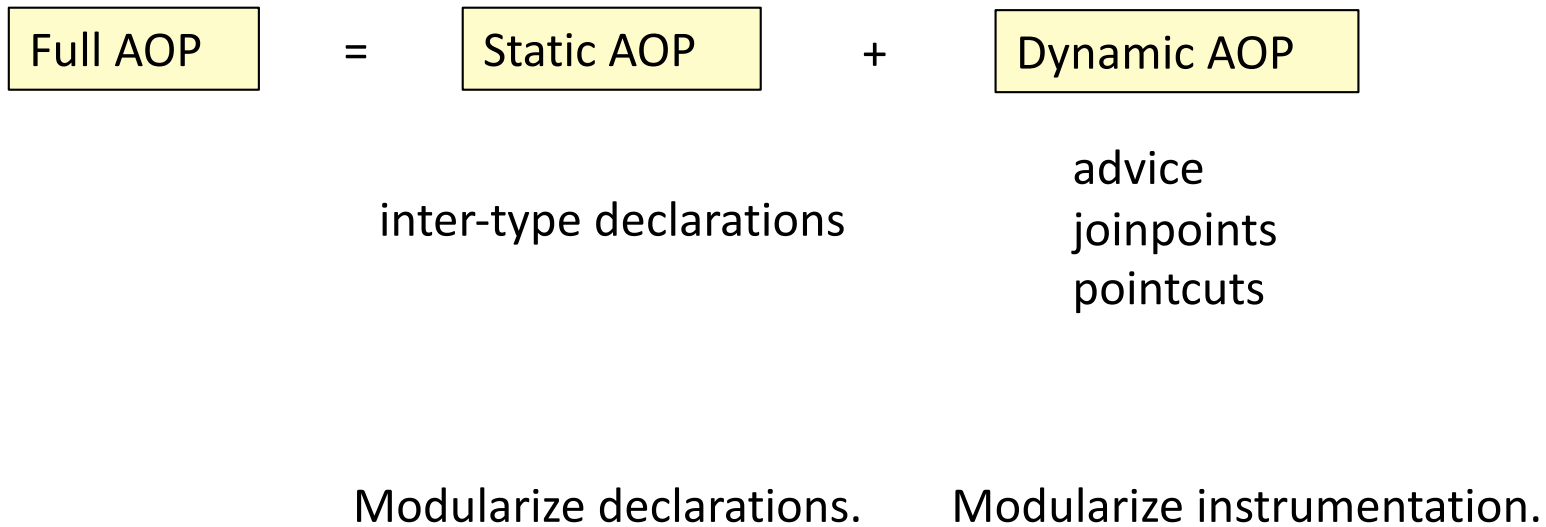 Full AOP = Static AOP + Dynamic AOP
advice
inter-type declarations
joinpoints
pointcuts
Modularize declarations. Modularize instrumentation.